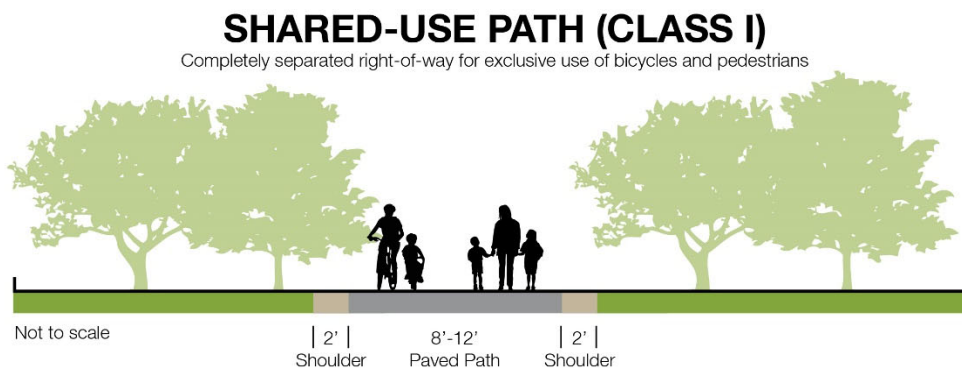 SHARED-USE PATH (CLASS I)
Completely separated right-of-way for exclusive use of bicycles and pedestrians
Not to scale
2' 8'-12' 2'
Shoulder Paved Path Shoulder